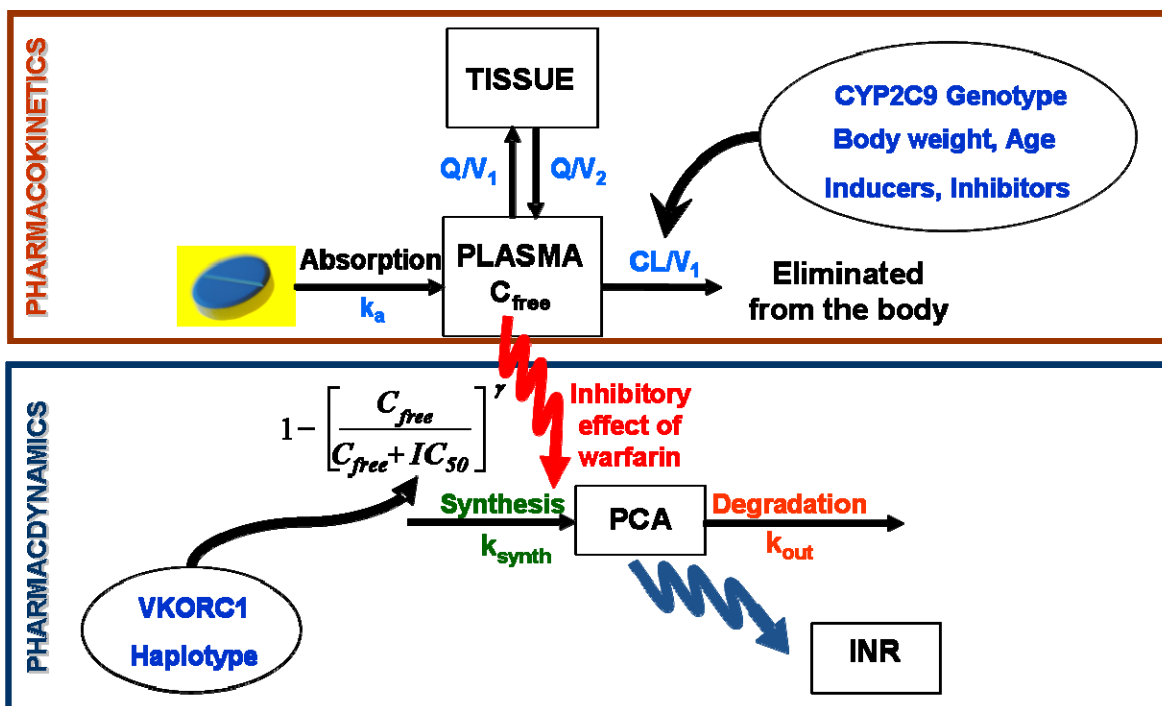 PHARMACOKINETICS
TISSUE
Q/V1
Q/V2
CYP2C9 Genotype
Body weight, Age
Inducers, Inhibitors
Absorption
ka
PLASMA
Cfree
CL/V1
Eliminated
from the body
PHARMACDYNAMICS
1 − [Cfree / (Cfree + IC50)]^γ
Inhibitory
effect of
warfarin
Synthesis
ksynth
PCA
Degradation
kout
VKORC1
Haplotype
INR